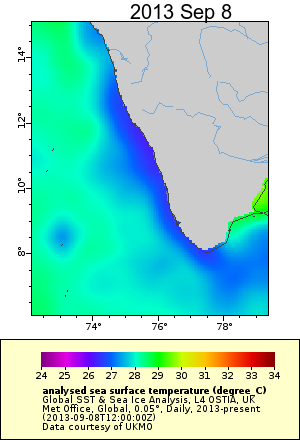 2013 Sep 8
14°
12°
10°
8°
74°
76°
78°
24 25 26 27 28 29 30 31 32 33 34
analysed sea surface temperature (degree_C)
Global SST & Sea Ice Analysis, L4 OSTIA, UK
Met Office, Global, 0.05°, Daily, 2013-present
(2013-09-08T12:00:00Z)
Data courtesy of UKMO